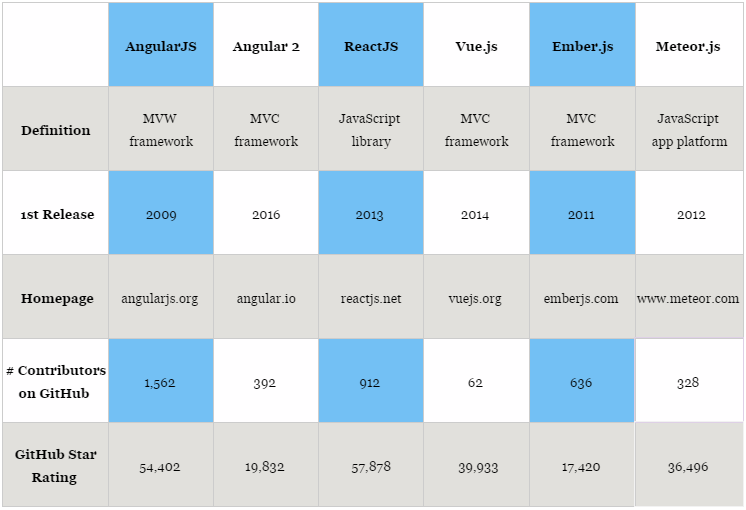 AngularJS Angular 2 ReactJS Vue.js Ember.js Meteor.js
Definition
MVW framework
MVC framework
JavaScript library
MVC framework
MVC framework
JavaScript app platform
1st Release 2009 2016 2013 2014 2011 2012
Homepage angularjs.org angular.io reactjs.net vuejs.org emberjs.com www.meteor.com
# Contributors on GitHub 1,562 392 912 62 636 328
GitHub Star Rating 54,402 19,832 57,878 39,933 17,420 36,496